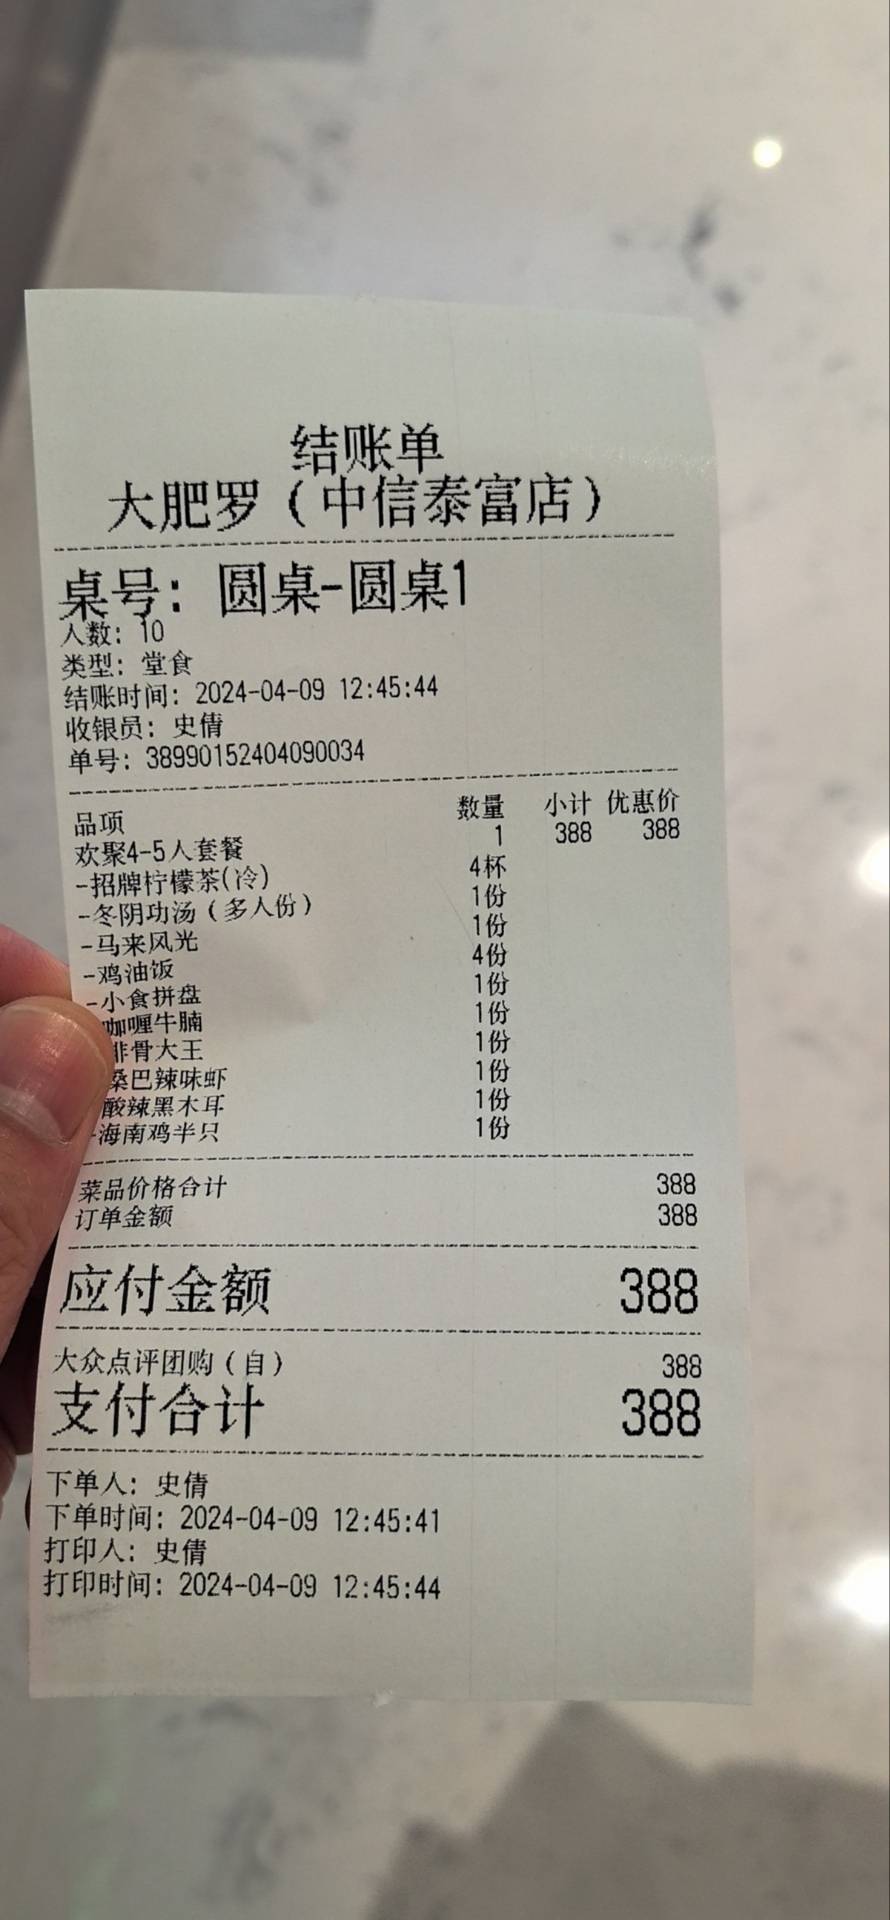 结账单
大肥罗（中信泰富店）
桌号：圆桌-圆桌1
人数：10
类型：堂食
结账时间：2024-04-09 12:45:44
收银员：史倩
单号：38990152404090034
品项 数量 小计 优惠价
欢聚4-5人套餐 1 388 388
-招牌柠檬茶(冷) 4杯
-冬阴功汤（多人份） 1份
-马来风光 1份
-鸡油饭 4份
-小食拼盘 1份
咖喱牛腩 1份
排骨大王 1份
桑巴辣味虾 1份
酸辣黑木耳 1份
-海南鸡半只 1份
菜品价格合计 388
订单金额 388
应付金额 388
大众点评团购（自） 388
支付合计 388
下单人：史倩
下单时间：2024-04-09 12:45:41
打印人：史倩
打印时间：2024-04-09 12:45:44